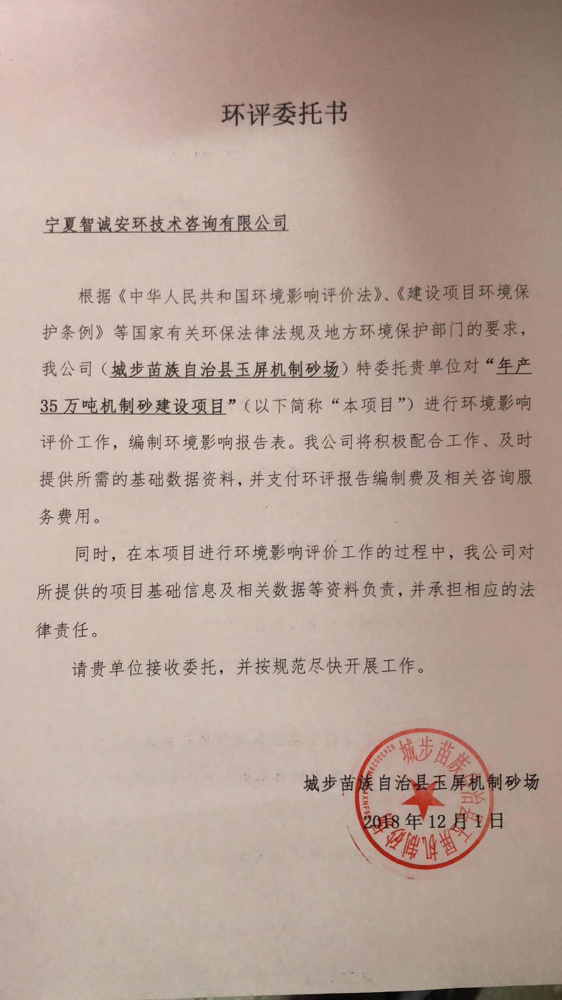 环评委托书
宁夏智诚安环技术咨询有限公司
根据《中华人民共和国环境影响评价法》、《建设项目环境保
护条例》等国家有关环保法律法规及地方环境保护部门的要求，
我公司（城步苗族自治县玉屏机制砂场）特委托贵单位对“年产
35万吨机制砂建设项目”（以下简称“本项目”）进行环境影响
评价工作，编制环境影响报告表。我公司将积极配合工作、及时
提供所需的基础数据资料，并支付环评报告编制费及相关咨询服
务费用。
同时，在本项目进行环境影响评价工作的过程中，我公司对
所提供的项目基础信息及相关数据等资料负责，并承担相应的法
律责任。
请贵单位接收委托，并按规范尽快开展工作。
城步苗族自治县玉屏机制砂场
2018年12月1日
城步苗族自治县玉屏机制砂场